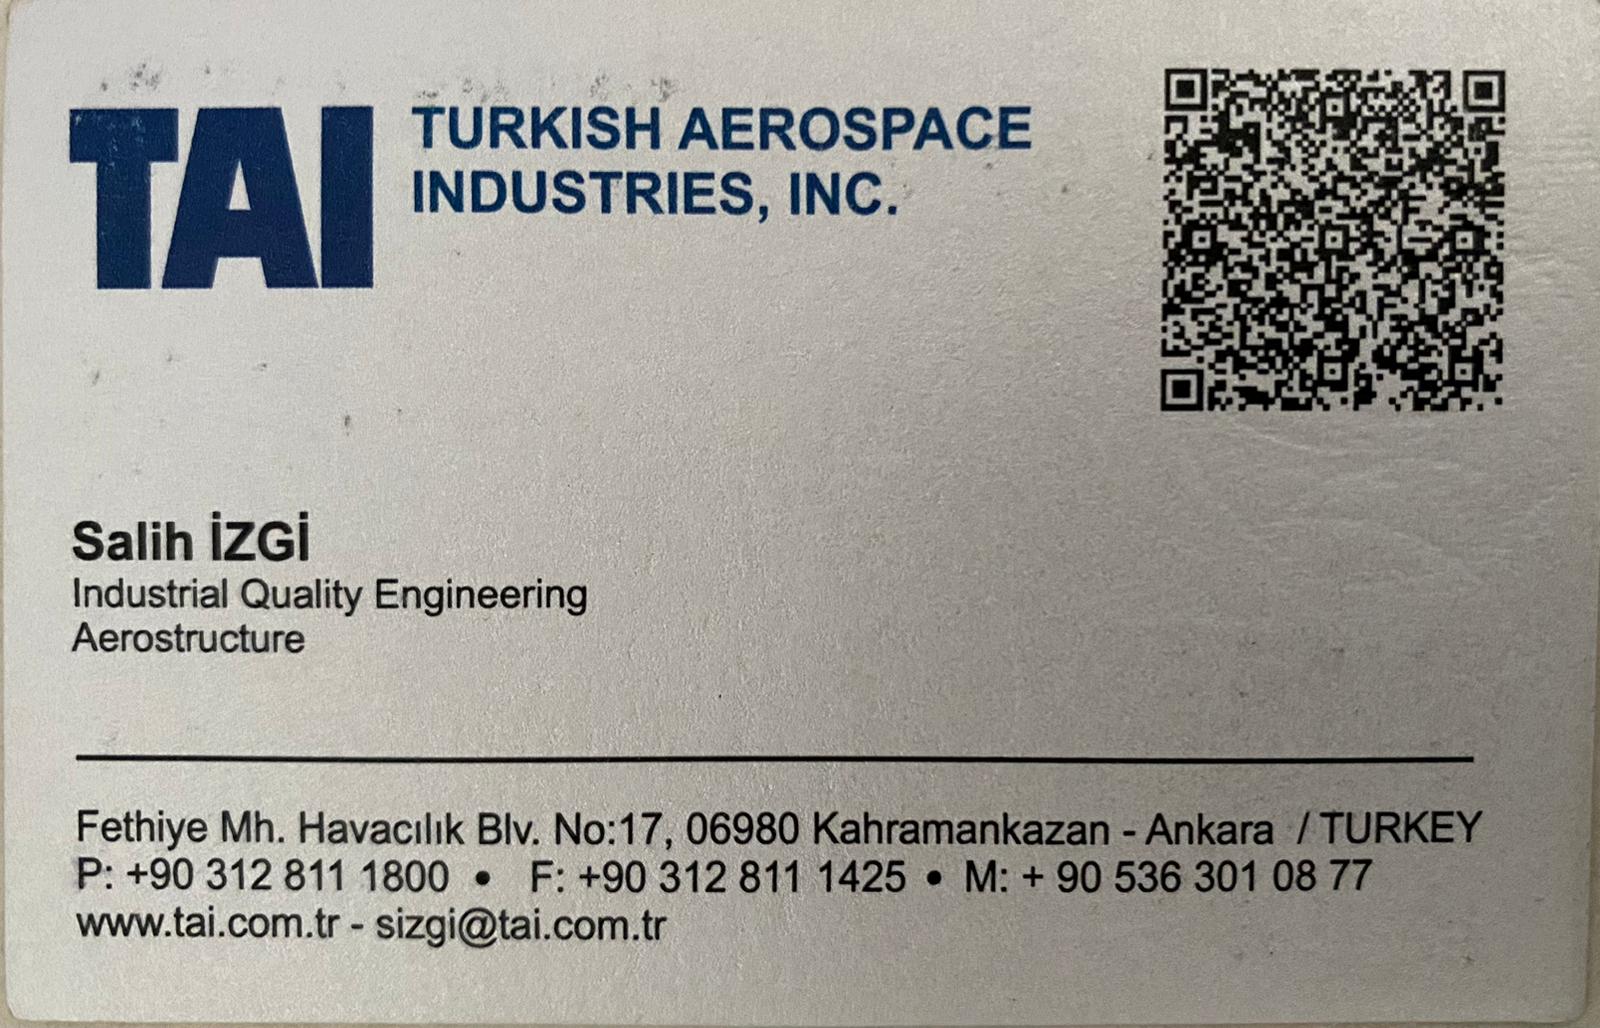 TAI
TURKISH AEROSPACE
INDUSTRIES, INC.
Salih İZGİ
Industrial Quality Engineering
Aerostructure
Fethiye Mh. Havacılık Blv. No:17, 06980 Kahramankazan - Ankara / TURKEY
P: +90 312 811 1800 • F: +90 312 811 1425 • M: + 90 536 301 08 77
www.tai.com.tr - sizgi@tai.com.tr